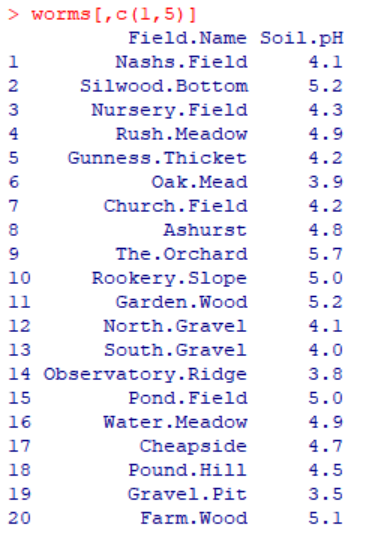 > worms[,c(1,5)]
Field.Name Soil.pH
1 Nashs.Field 4.1
2 Silwood.Bottom 5.2
3 Nursery.Field 4.3
4 Rush.Meadow 4.9
5 Gunness.Thicket 4.2
6 Oak.Mead 3.9
7 Church.Field 4.2
8 Ashurst 4.8
9 The.Orchard 5.7
10 Rookery.Slope 5.0
11 Garden.Wood 5.2
12 North.Gravel 4.1
13 South.Gravel 4.0
14 Observatory.Ridge 3.8
15 Pond.Field 5.0
16 Water.Meadow 4.9
17 Cheapside 4.7
18 Pound.Hill 4.5
19 Gravel.Pit 3.5
20 Farm.Wood 5.1